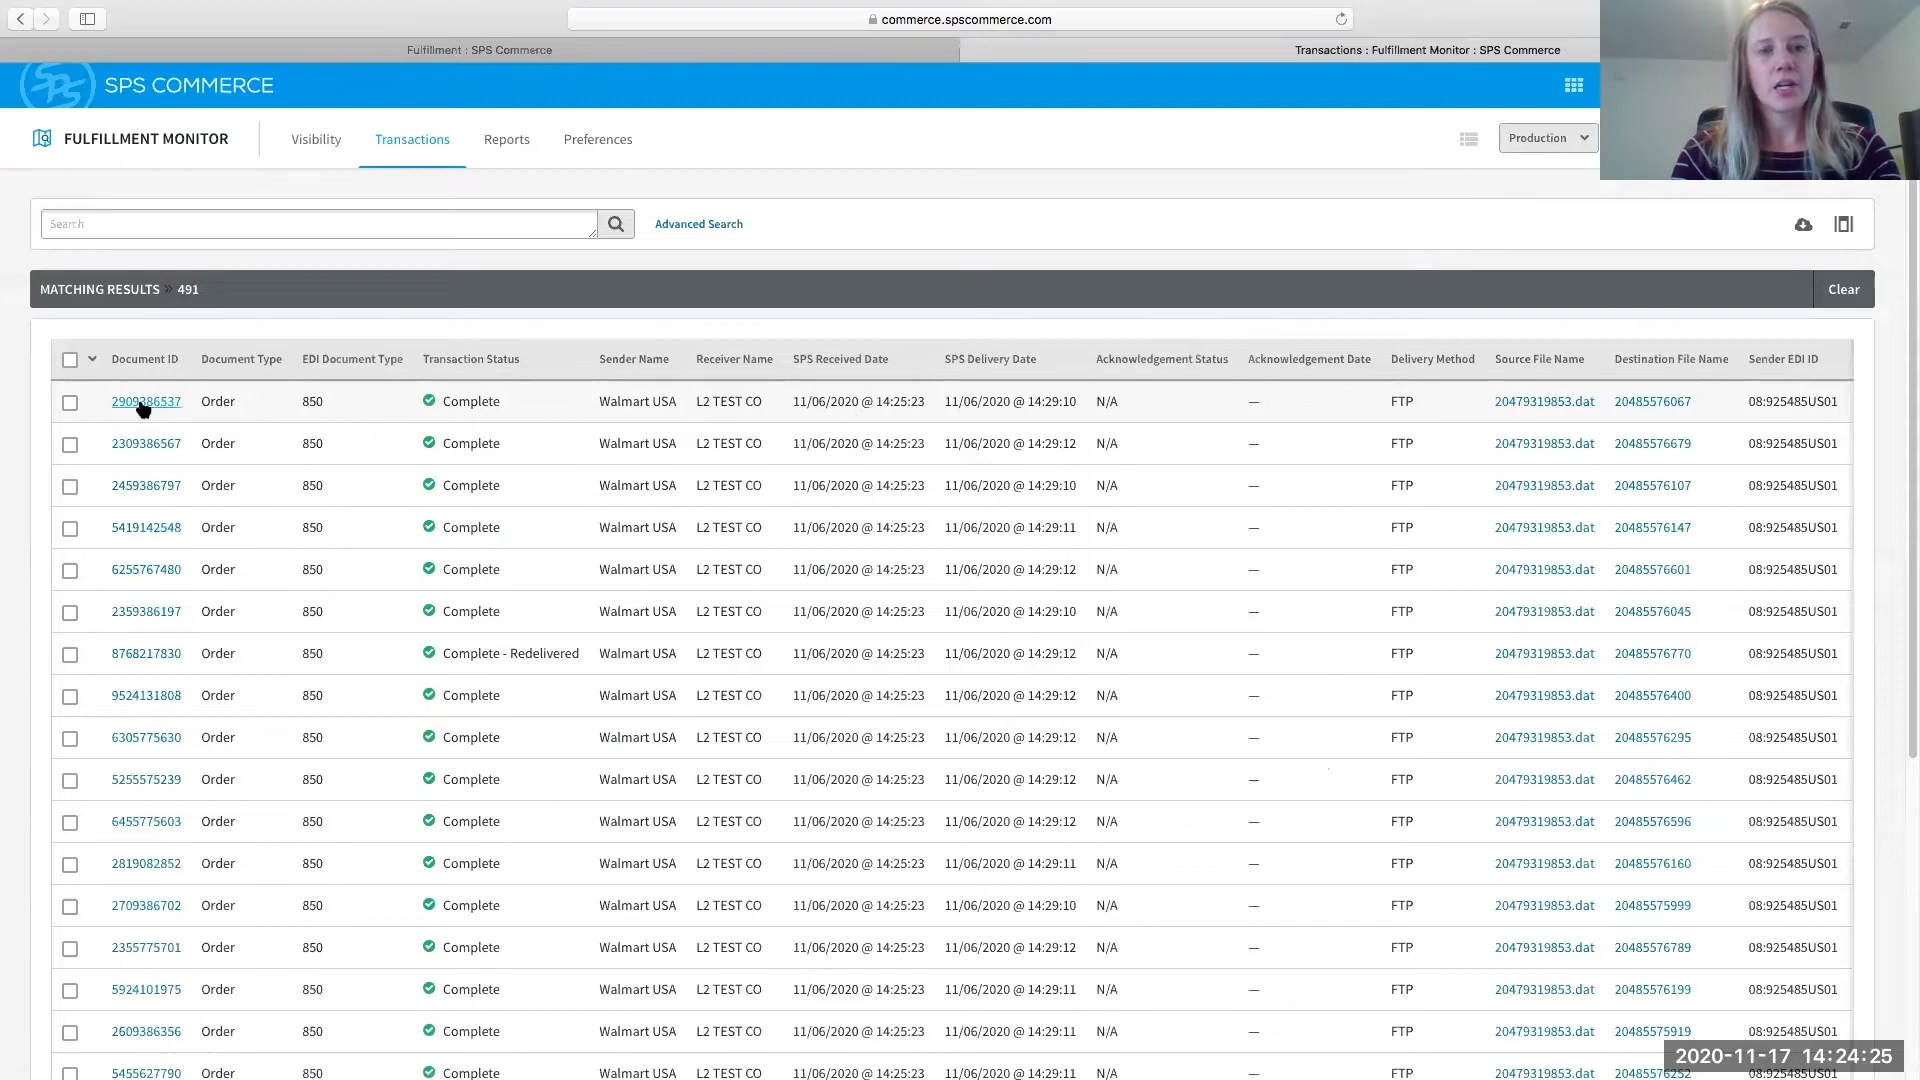 commerce.spscommerce.com
Fulfillment : SPS Commerce
Transactions : Fulfillment Monitor : SPS Commerce
SPS COMMERCE
FULFILLMENT MONITOR Visibility Transactions Reports Preferences Production
Search Advanced Search
MATCHING RESULTS » 491 Clear
Document ID Document Type EDI Document Type Transaction Status Sender Name Receiver Name SPS Received Date SPS Delivery Date Acknowledgement Status Acknowledgement Date Delivery Method Source File Name Destination File Name Sender EDI ID
2909386537 Order 850 Complete Walmart USA L2 TEST CO 11/06/2020 @ 14:25:23 11/06/2020 @ 14:29:10 N/A — FTP 20479319853.dat 20485576067 08:925485US01
2309386567 Order 850 Complete Walmart USA L2 TEST CO 11/06/2020 @ 14:25:23 11/06/2020 @ 14:29:12 N/A — FTP 20479319853.dat 20485576679 08:925485US01
2459386797 Order 850 Complete Walmart USA L2 TEST CO 11/06/2020 @ 14:25:23 11/06/2020 @ 14:29:10 N/A — FTP 20479319853.dat 20485576107 08:925485US01
5419142548 Order 850 Complete Walmart USA L2 TEST CO 11/06/2020 @ 14:25:23 11/06/2020 @ 14:29:11 N/A — FTP 20479319853.dat 20485576147 08:925485US01
6255767480 Order 850 Complete Walmart USA L2 TEST CO 11/06/2020 @ 14:25:23 11/06/2020 @ 14:29:12 N/A — FTP 20479319853.dat 20485576601 08:925485US01
2359386197 Order 850 Complete Walmart USA L2 TEST CO 11/06/2020 @ 14:25:23 11/06/2020 @ 14:29:10 N/A — FTP 20479319853.dat 20485576045 08:925485US01
8768217830 Order 850 Complete - Redelivered Walmart USA L2 TEST CO 11/06/2020 @ 14:25:23 11/06/2020 @ 14:29:12 N/A — FTP 20479319853.dat 20485576770 08:925485US01
9524131808 Order 850 Complete Walmart USA L2 TEST CO 11/06/2020 @ 14:25:23 11/06/2020 @ 14:29:12 N/A — FTP 20479319853.dat 20485576400 08:925485US01
6305775630 Order 850 Complete Walmart USA L2 TEST CO 11/06/2020 @ 14:25:23 11/06/2020 @ 14:29:12 N/A — FTP 20479319853.dat 20485576295 08:925485US01
5255575239 Order 850 Complete Walmart USA L2 TEST CO 11/06/2020 @ 14:25:23 11/06/2020 @ 14:29:12 N/A — FTP 20479319853.dat 20485576462 08:925485US01
6455775603 Order 850 Complete Walmart USA L2 TEST CO 11/06/2020 @ 14:25:23 11/06/2020 @ 14:29:12 N/A — FTP 20479319853.dat 20485576596 08:925485US01
2819082852 Order 850 Complete Walmart USA L2 TEST CO 11/06/2020 @ 14:25:23 11/06/2020 @ 14:29:11 N/A — FTP 20479319853.dat 20485576160 08:925485US01
2709386702 Order 850 Complete Walmart USA L2 TEST CO 11/06/2020 @ 14:25:23 11/06/2020 @ 14:29:10 N/A — FTP 20479319853.dat 20485575999 08:925485US01
2355775701 Order 850 Complete Walmart USA L2 TEST CO 11/06/2020 @ 14:25:23 11/06/2020 @ 14:29:12 N/A — FTP 20479319853.dat 20485576789 08:925485US01
5924101975 Order 850 Complete Walmart USA L2 TEST CO 11/06/2020 @ 14:25:23 11/06/2020 @ 14:29:11 N/A — FTP 20479319853.dat 20485576199 08:925485US01
2609386356 Order 850 Complete Walmart USA L2 TEST CO 11/06/2020 @ 14:25:23 11/06/2020 @ 14:29:11 N/A — FTP 20479319853.dat 20485575919 08:925485US01
5455627790 Order 850 Complete Walmart USA L2 TEST CO 11/06/2020 @ 14:25:23 11/06/2020 @ 14:29:11 N/A — FTP 20479319853.dat 20485576252 08:925485US01
2020-11-17 14:24:25